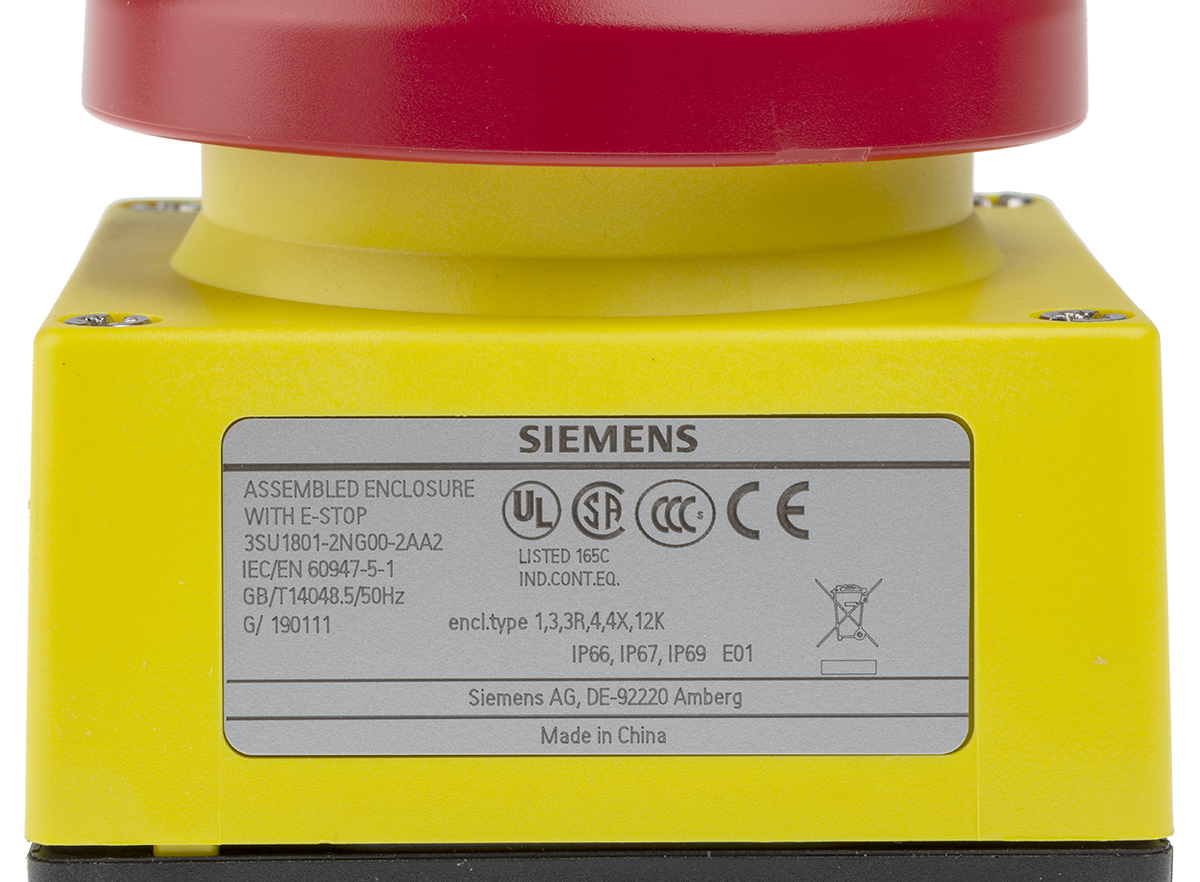 SIEMENS
ASSEMBLED ENCLOSURE
WITH E-STOP
3SU1801-2NG00-2AA2
IEC/EN 60947-5-1
GB/T14048.5/50Hz
G/ 190111
UL SA CCC S CE
LISTED 165C
IND.CONT.EQ.
encl.type 1,3,3R,4,4X,12K
IP66, IP67, IP69 E01
Siemens AG, DE-92220 Amberg
Made in China